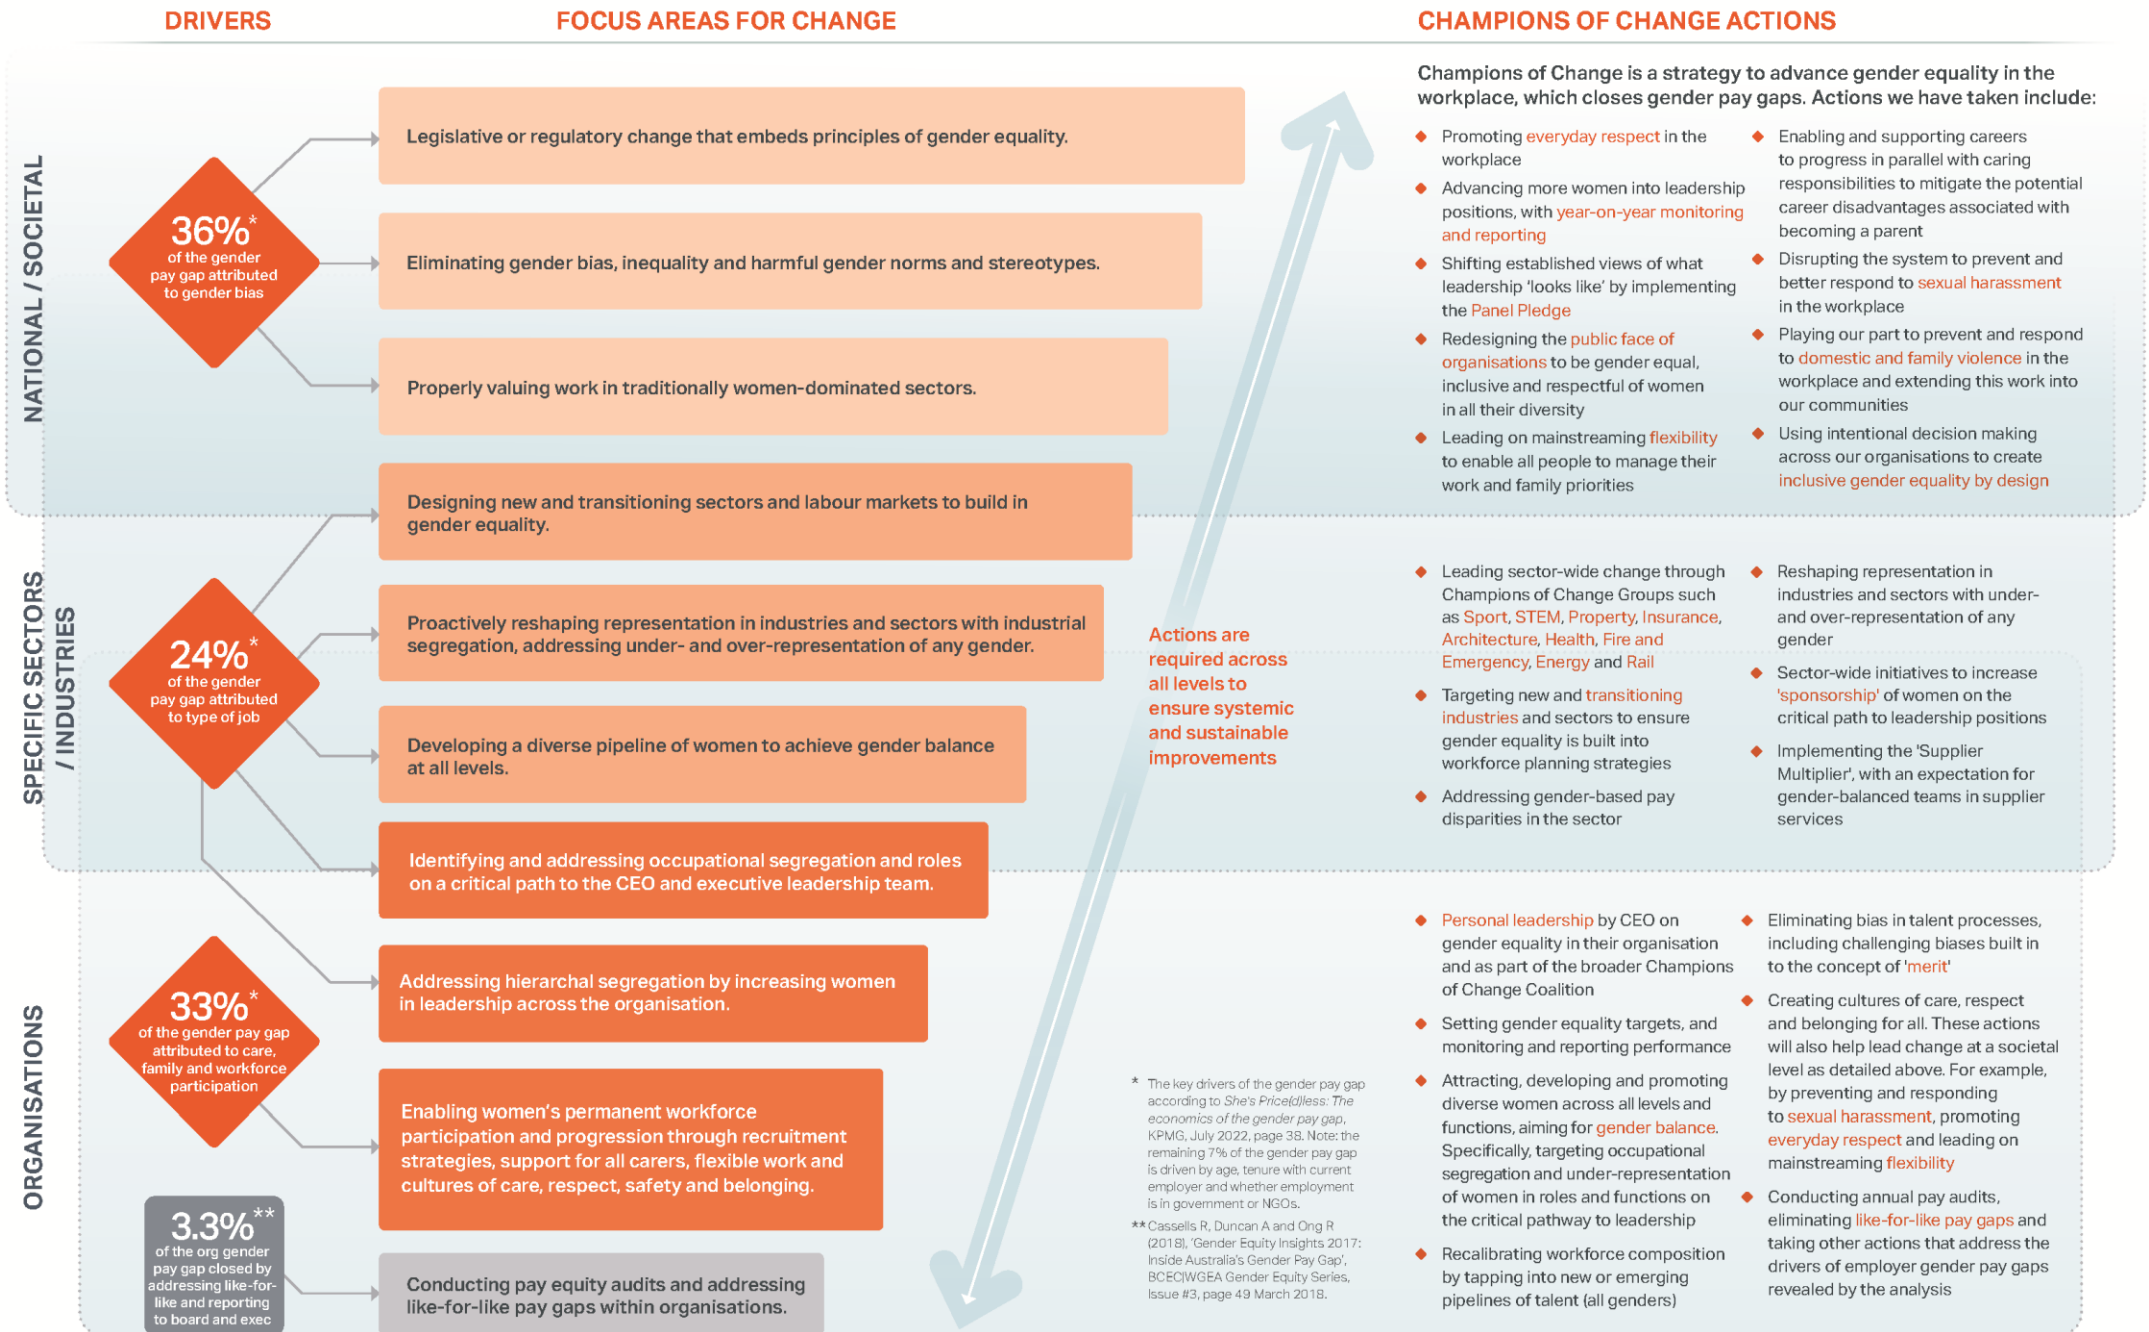 DRIVERS
FOCUS AREAS FOR CHANGE
CHAMPIONS OF CHANGE ACTIONS
NATIONAL / SOCIETAL
36%*
of the gender
pay gap attributed
to gender bias
Legislative or regulatory change that embeds principles of gender equality.
Eliminating gender bias, inequality and harmful gender norms and stereotypes.
Properly valuing work in traditionally women-dominated sectors.
Champions of Change is a strategy to advance gender equality in the
workplace, which closes gender pay gaps. Actions we have taken include:
Promoting everyday respect in the
workplace
Advancing more women into leadership
positions, with year-on-year monitoring
and reporting
Shifting established views of what
leadership ‘looks like’ by implementing
the Panel Pledge
Redesigning the public face of
organisations to be gender equal,
inclusive and respectful of women
in all their diversity
Leading on mainstreaming flexibility
to enable all people to manage their
work and family priorities
Enabling and supporting careers
to progress in parallel with caring
responsibilities to mitigate the potential
career disadvantages associated with
becoming a parent
Disrupting the system to prevent and
better respond to sexual harassment
in the workplace
Playing our part to prevent and respond
to domestic and family violence in the
workplace and extending this work into
our communities
Using intentional decision making
across our organisations to create
inclusive gender equality by design
SPECIFIC SECTORS
/ INDUSTRIES
24%*
of the gender
pay gap attributed
to type of job
Designing new and transitioning sectors and labour markets to build in
gender equality.
Proactively reshaping representation in industries and sectors with industrial
segregation, addressing under- and over-representation of any gender.
Developing a diverse pipeline of women to achieve gender balance
at all levels.
Identifying and addressing occupational segregation and roles
on a critical path to the CEO and executive leadership team.
Addressing hierarchal segregation by increasing women
in leadership across the organisation.
Actions are
required across
all levels to
ensure systemic
and sustainable
improvements
Leading sector-wide change through
Champions of Change Groups such
as Sport, STEM, Property, Insurance,
Architecture, Health, Fire and
Emergency, Energy and Rail
Targeting new and transitioning
industries and sectors to ensure
gender equality is built into
workforce planning strategies
Addressing gender-based pay
disparities in the sector
Reshaping representation in
industries and sectors with under-
and over-representation of any
gender
Sector-wide initiatives to increase
'sponsorship' of women on the
critical path to leadership positions
Implementing the 'Supplier
Multiplier', with an expectation for
gender-balanced teams in supplier
services
ORGANISATIONS
33%*
of the gender pay gap
attributed to care,
family and workforce
participation
Enabling women’s permanent workforce
participation and progression through recruitment
strategies, support for all carers, flexible work and
cultures of care, respect, safety and belonging.
3.3%**
of the org gender
pay gap closed by
addressing like-for-
like and reporting
to board and exec
Conducting pay equity audits and addressing
like-for-like pay gaps within organisations.
* The key drivers of the gender pay gap
according to She's Price(d)less: The
economics of the gender pay gap,
KPMG, July 2022, page 38. Note: the
remaining 7% of the gender pay gap
is driven by age, tenure with current
employer and whether employment
is in government or NGOs.
** Cassells R, Duncan A and Ong R
(2018), ‘Gender Equity Insights 2017:
Inside Australia's Gender Pay Gap’,
BCEC|WGEA Gender Equity Series,
Issue #3, page 49 March 2018.
Personal leadership by CEO on
gender equality in their organisation
and as part of the broader Champions
of Change Coalition
Setting gender equality targets, and
monitoring and reporting performance
Attracting, developing and promoting
diverse women across all levels and
functions, aiming for gender balance.
Specifically, targeting occupational
segregation and under-representation
of women in roles and functions on
the critical pathway to leadership
Recalibrating workforce composition
by tapping into new or emerging
pipelines of talent (all genders)
Eliminating bias in talent processes,
including challenging biases built in
to the concept of 'merit'
Creating cultures of care, respect
and belonging for all. These actions
will also help lead change at a societal
level as detailed above. For example,
by preventing and responding
to sexual harassment, promoting
everyday respect and leading on
mainstreaming flexibility
Conducting annual pay audits,
eliminating like-for-like pay gaps and
taking other actions that address the
drivers of employer gender pay gaps
revealed by the analysis